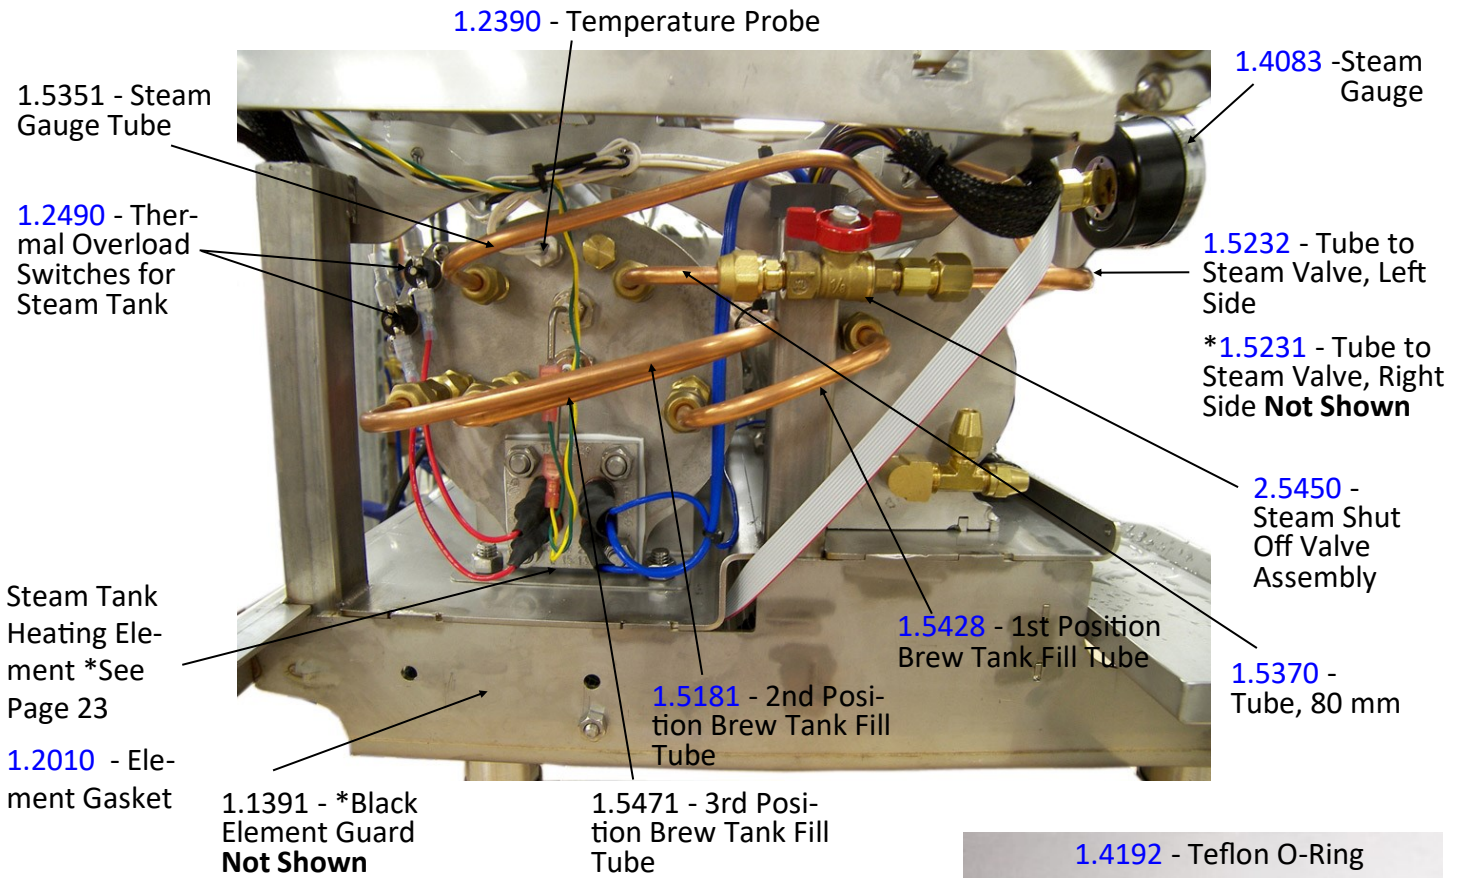 1.2390 - Temperature Probe
1.4083 -Steam
Gauge
1.5351 - Steam
Gauge Tube
1.2490 - Ther-
mal Overload
Switches for
Steam Tank
1.5232 - Tube to
Steam Valve, Left
Side
*1.5231 - Tube to
Steam Valve, Right
Side Not Shown
2.5450 -
Steam Shut
Off Valve
Assembly
Steam Tank
Heating Ele-
ment *See
Page 23
1.5428 - 1st Position
Brew Tank Fill Tube
1.5370 -
Tube, 80 mm
1.5181 - 2nd Posi-
tion Brew Tank Fill
Tube
1.2010 - Ele-
ment Gasket
1.1391 - *Black
Element Guard
Not Shown
1.5471 - 3rd Posi-
tion Brew Tank Fill
Tube
1.4192 - Teflon O-Ring